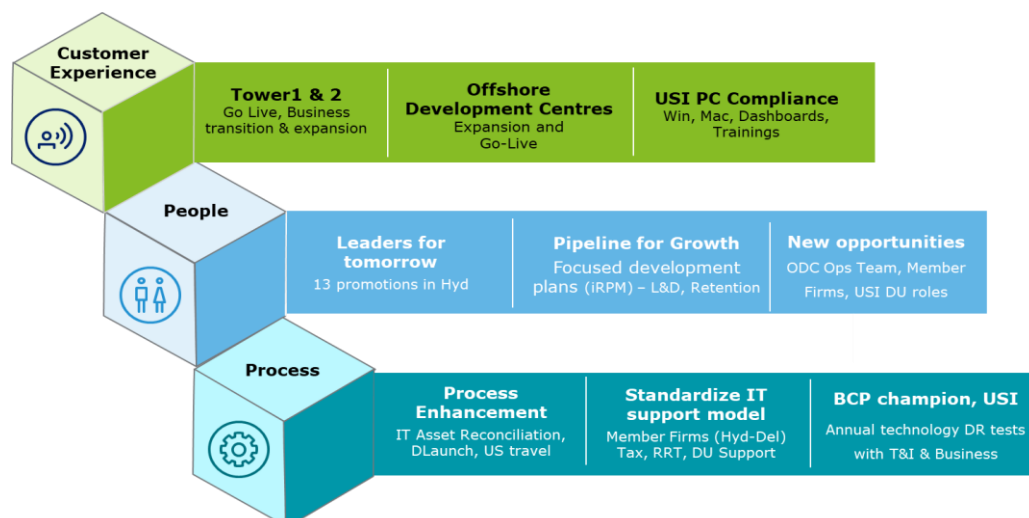 Customer
Experience
Tower1 & 2
Go Live, Business
transition & expansion
Offshore
Development Centres
Expansion and
Go-Live
USI PC Compliance
Win, Mac, Dashboards,
Trainings
People
Leaders for
tomorrow
13 promotions in Hyd
Pipeline for Growth
Focused development
plans (iRPM) – L&D, Retention
New opportunities
ODC Ops Team, Member
Firms, USI DU roles
Process
Process
Enhancement
IT Asset Reconciliation,
DLaunch, US travel
Standardize IT
support model
Member Firms (Hyd-Del)
Tax, RRT, DU Support
BCP champion, USI
Annual technology DR tests
with T&I & Business